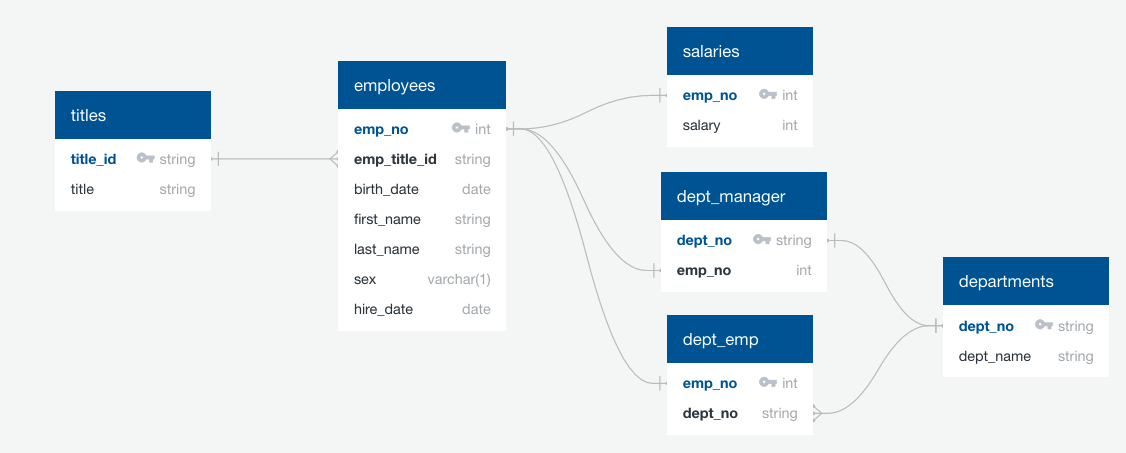 titles
title_id string
title string
employees
emp_no int
emp_title_id string
birth_date date
first_name string
last_name string
sex varchar(1)
hire_date date
salaries
emp_no int
salary int
dept_manager
dept_no string
emp_no int
dept_emp
emp_no int
dept_no string
departments
dept_no string
dept_name string